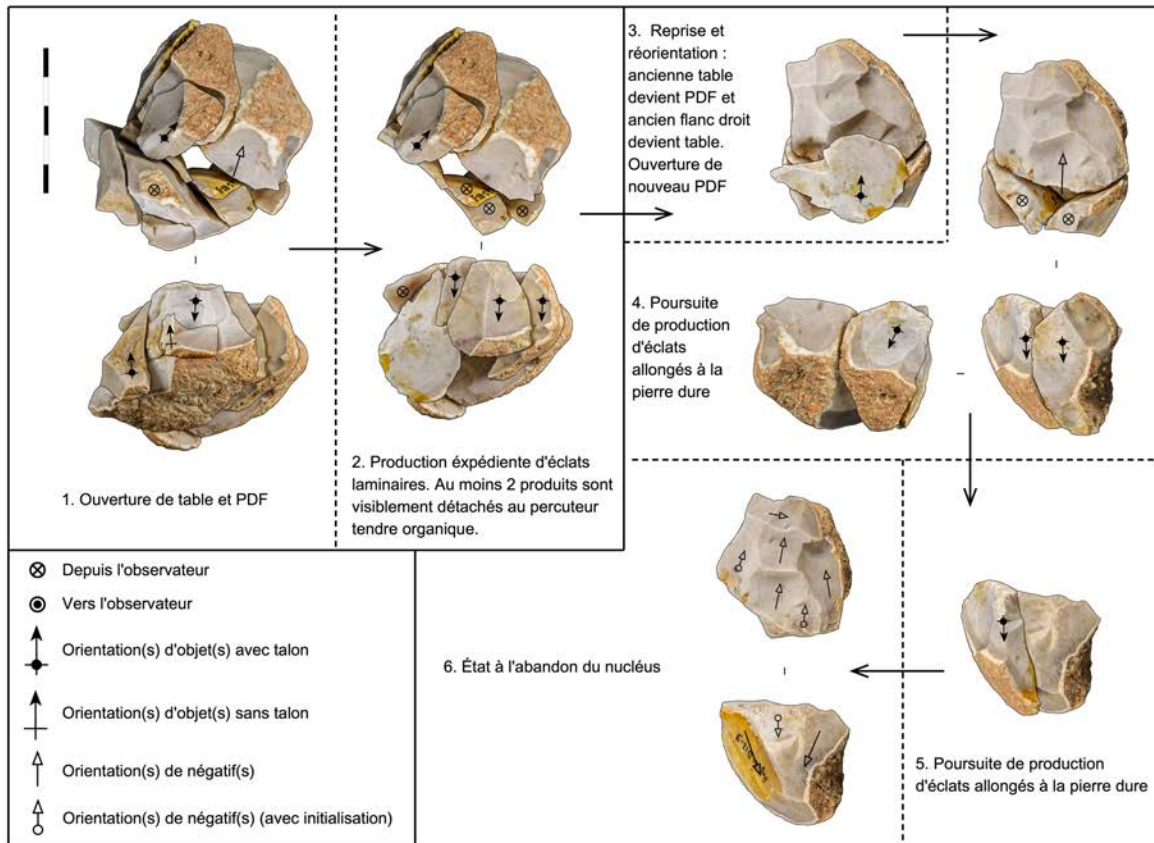 3. Reprise et
réorientation :
ancienne table
devient PDF et
ancien flanc droit
devient table.
Ouverture de
nouveau PDF
4. Poursuite
de production
d'éclats
allongés à la
pierre dure
1. Ouverture de table et PDF
2. Production éxpédiente d'éclats
laminaires. Au moins 2 produits sont
visiblement détachés au percuteur
tendre organique.
Depuis l'observateur
Vers l'observateur
Orientation(s) d'objet(s) avec talon
Orientation(s) d'objet(s) sans talon
Orientation(s) de négatif(s)
Orientation(s) de négatif(s) (avec initialisation)
6. État à l'abandon du nucléus
5. Poursuite de production
d'éclats allongés à la pierre dure